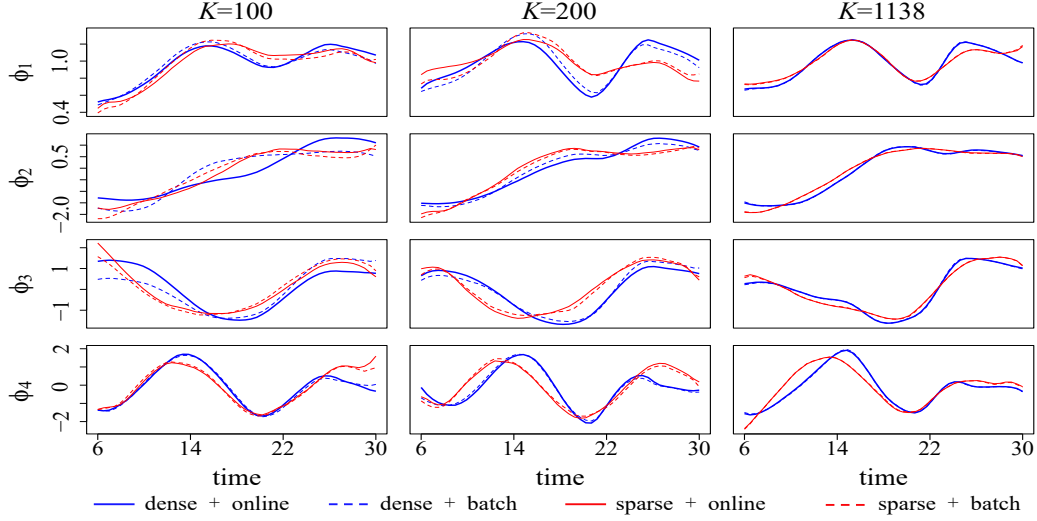 K=100 K=200 K=1138
ϕ1 0.4 1.0
ϕ2 −2.0 0.5
ϕ3 −1 1
ϕ4 −2 0 2
6 14 22 30 6 14 22 30 6 14 22 30
time time time
dense + online dense + batch sparse + online sparse + batch